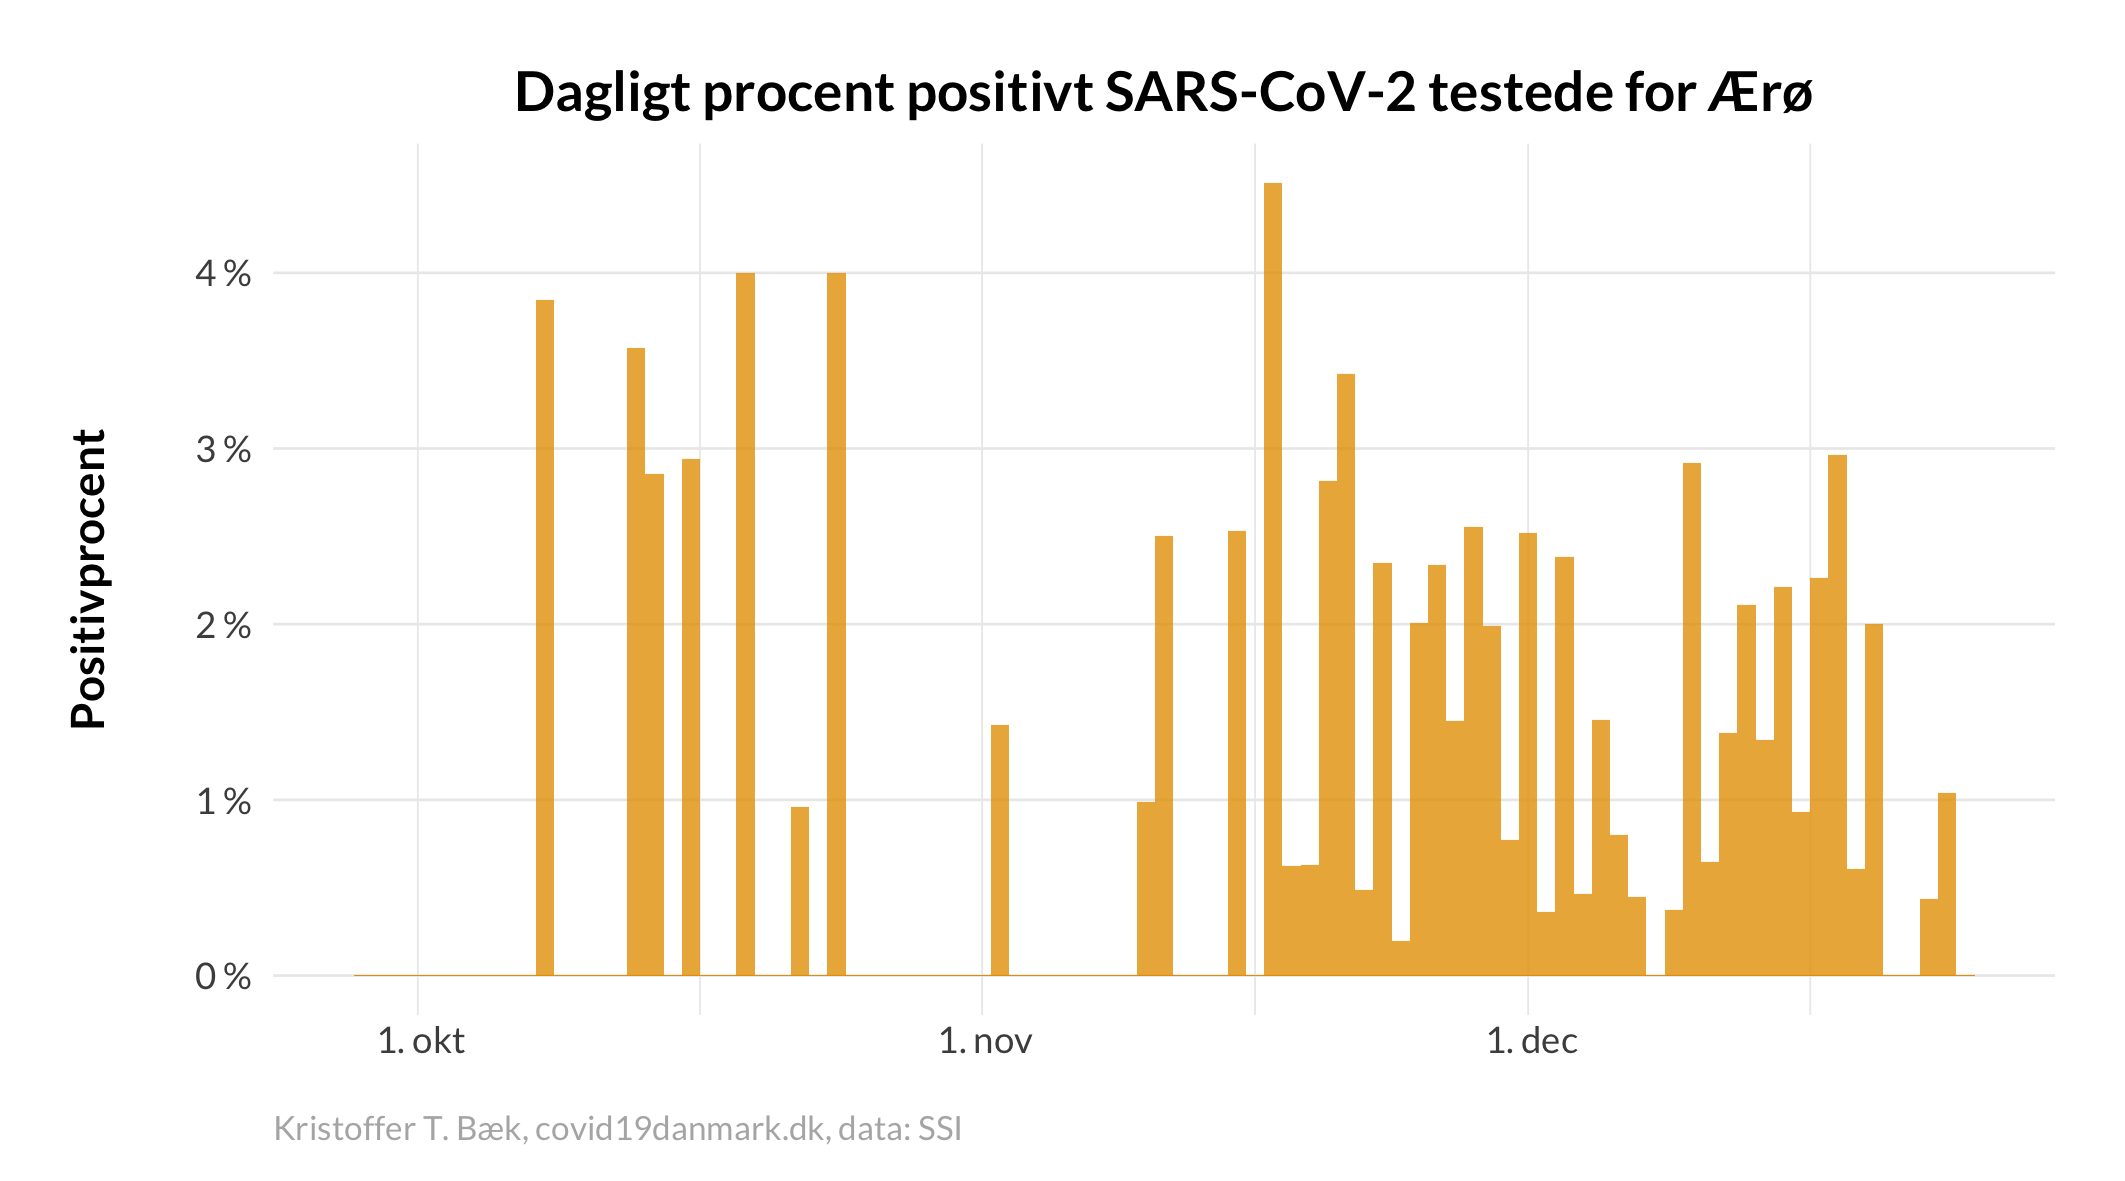 Dagligt procent positivt SARS-CoV-2 testede for Ærø
Positivprocent
4 %
3 %
2 %
1 %
0 %
1. okt
1. nov
1. dec
Kristoffer T. Bæk, covid19danmark.dk, data: SSI